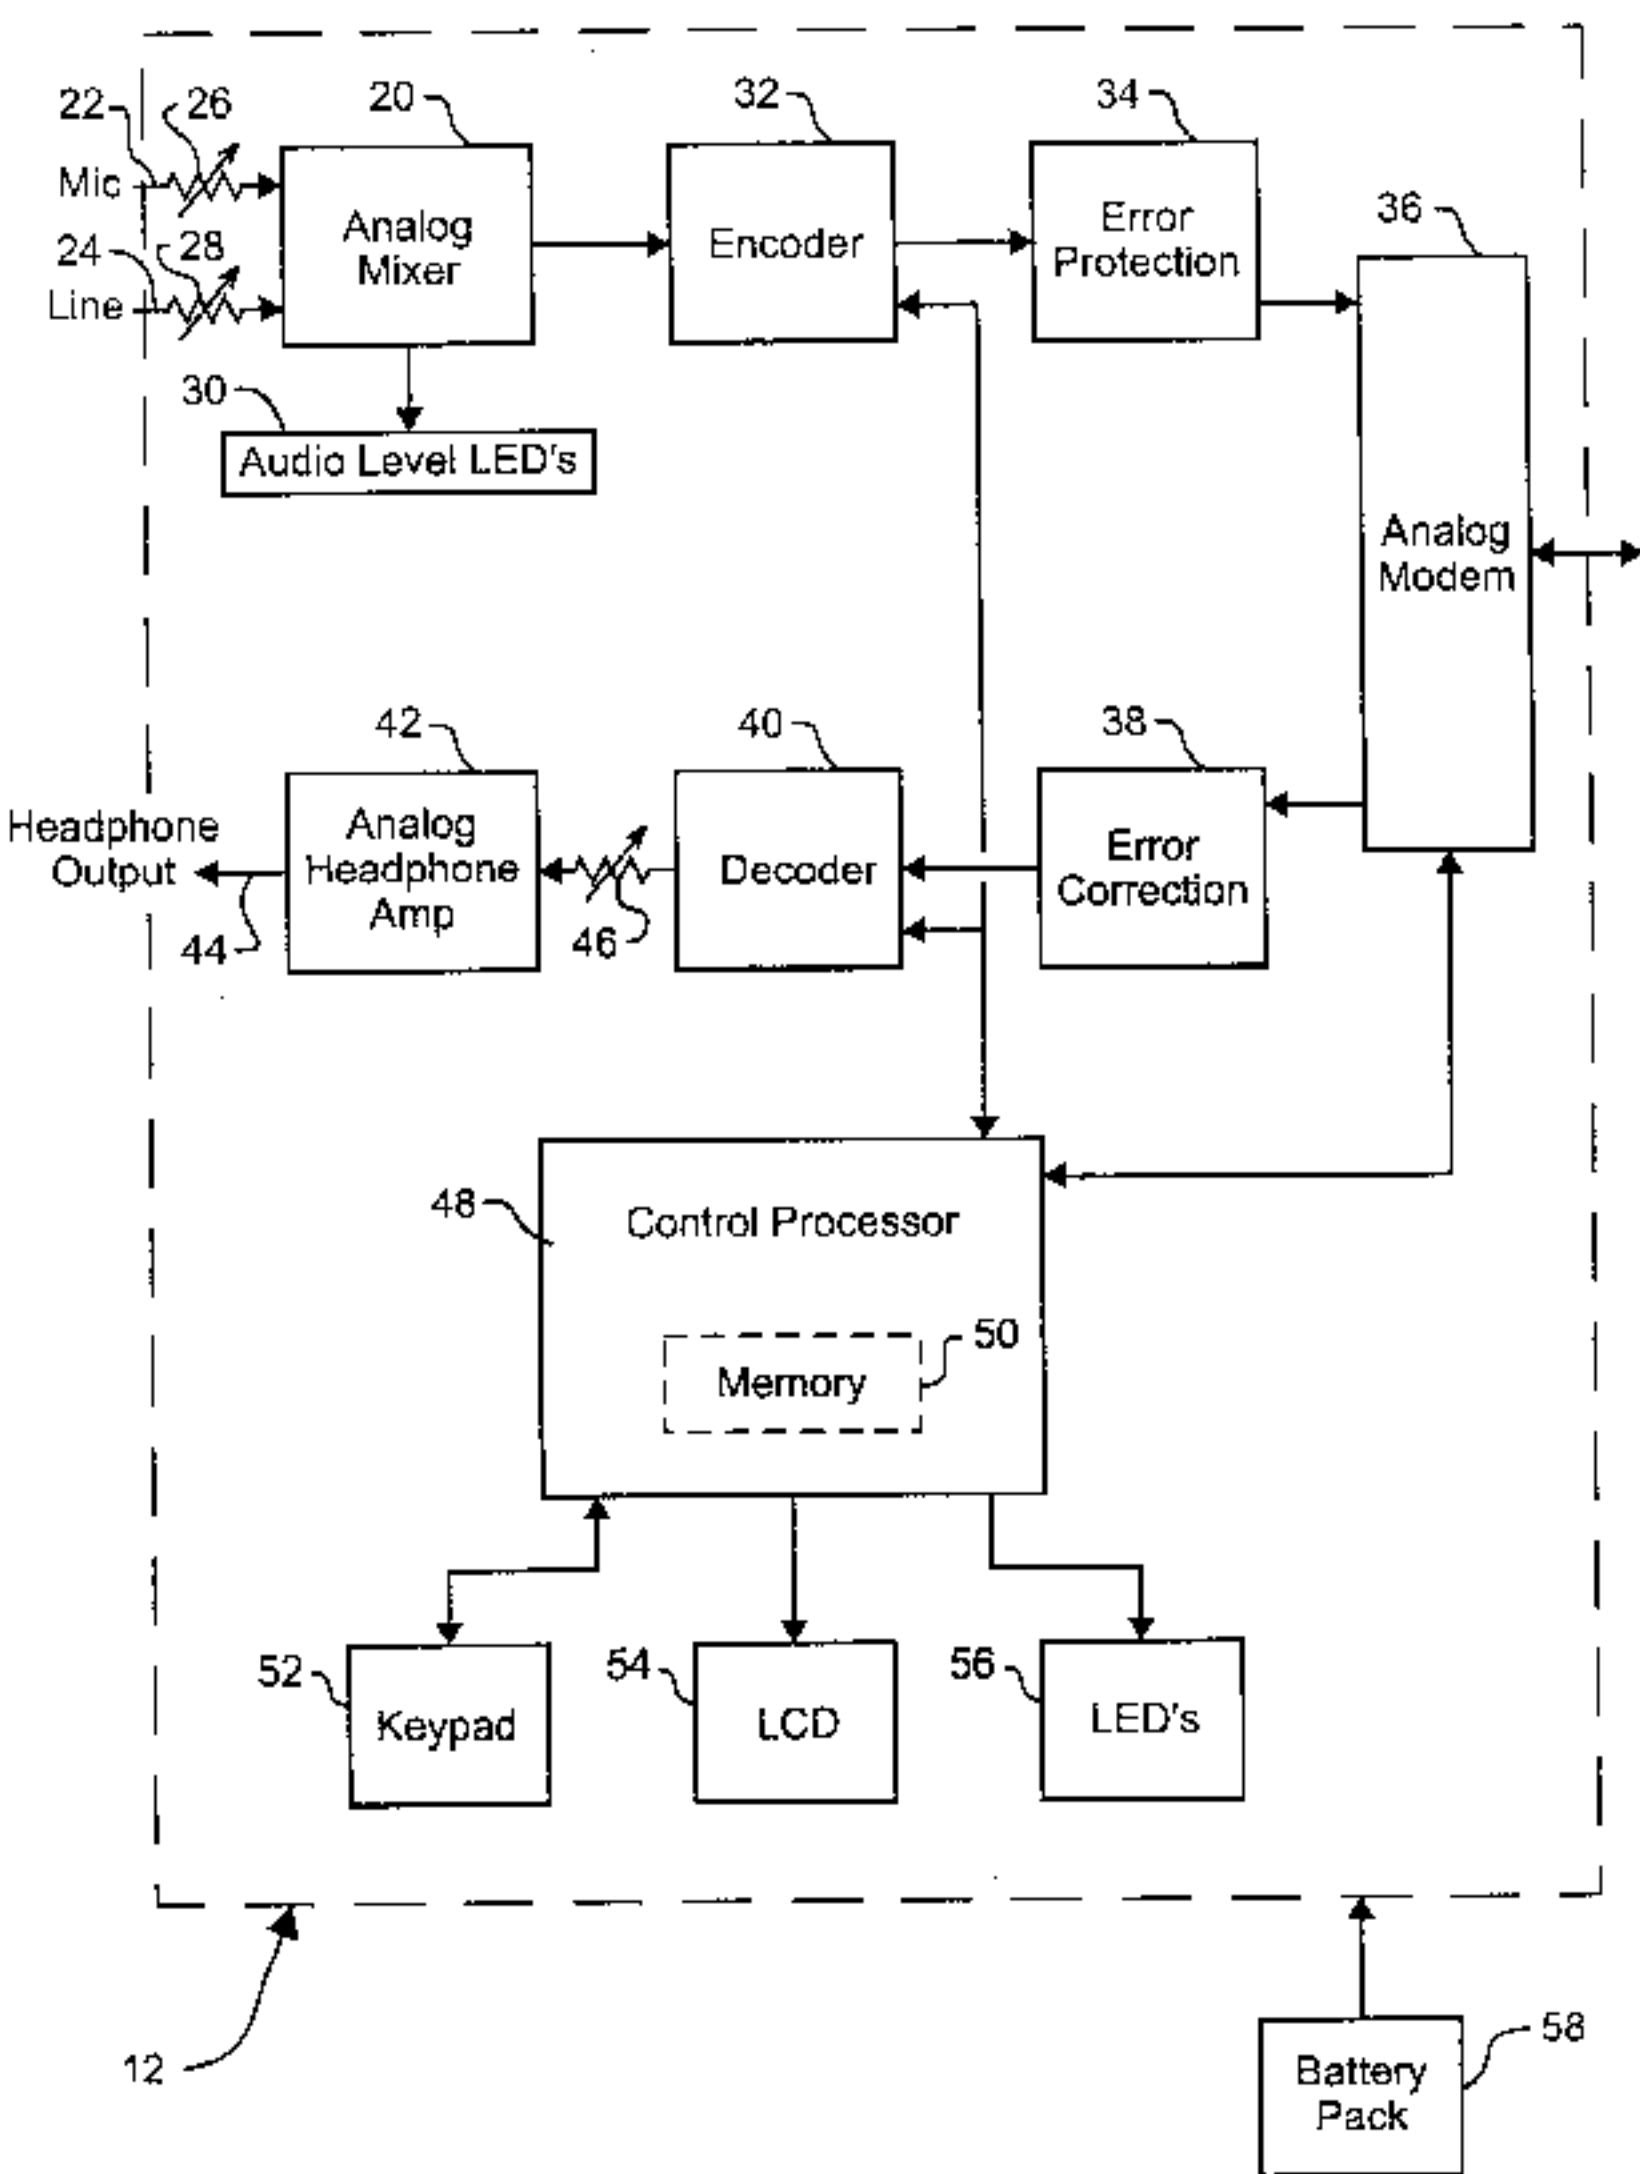 22
26
20
32
34
Mic
Analog
Mixer
Encoder
Error
Protection
36
24
28
Line
30
Audio Level LED's
Analog
Modem
42
40
38
Headphone
Output
Analog
Headphone
Amp
Decoder
Error
Correction
44
46
48
Control Processor
50
Memory
52
54
56
Keypad
LCD
LED's
12
58
Battery
Pack